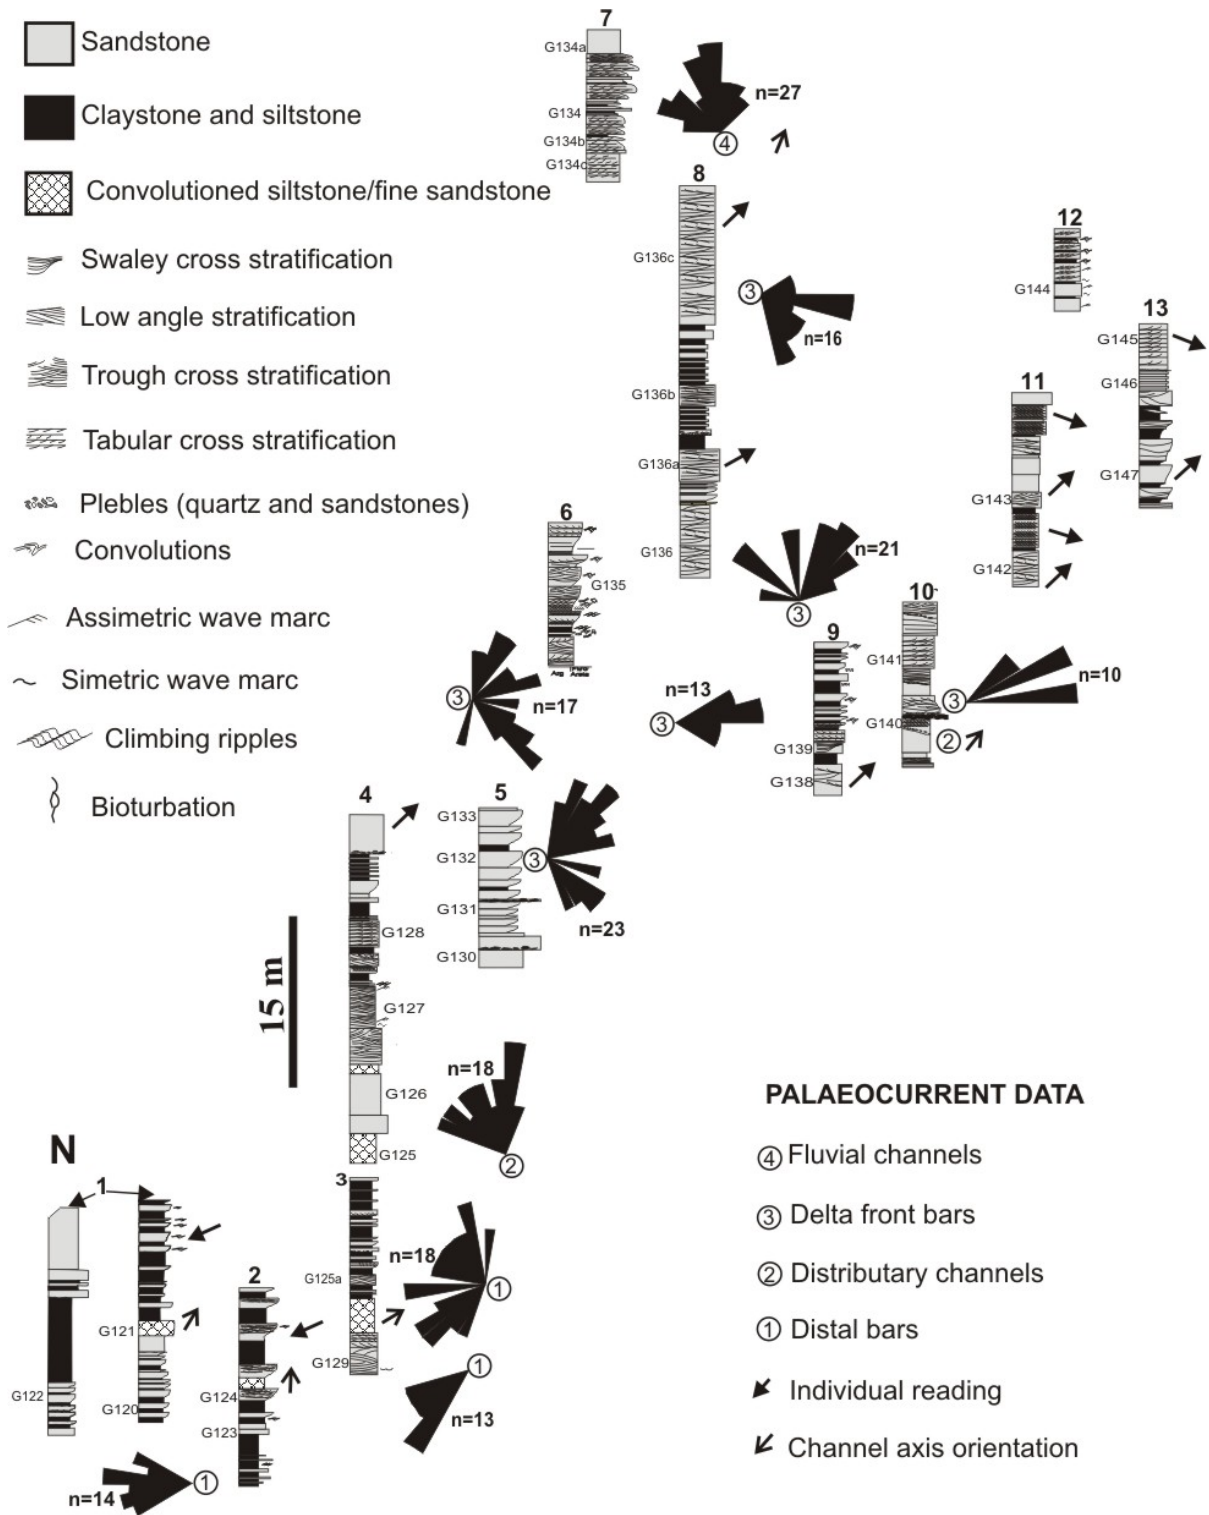 Sandstone
Claystone and siltstone
Convolutioned siltstone/fine sandstone
Swaley cross stratification
Low angle stratification
Trough cross stratification
Tabular cross stratification
Plebles (quartz and sandstones)
Convolutions
Assimetric wave marc
Simetric wave marc
Climbing ripples
Bioturbation
7
G134a
G134
G134b
G134c
n=27
4
8
G136c
G136b
G136a
G136
3
n=16
12
G144
13
G145
G146
G147
11
G143
G142
6
G135
3
n=17
n=21
3
n=13
3
9
G139
G138
10
G141
G140
3
n=10
2
4
G128
G127
G126
G125
5
G133
G132
G131
G130
3
n=23
15 m
n=18
2
N
1
G122
G121
G120
n=14
1
2
G124
G123
3
G125a
G129
n=18
1
1
n=13
PALAEOCURRENT DATA
4 Fluvial channels
3 Delta front bars
2 Distributary channels
1 Distal bars
Individual reading
Channel axis orientation